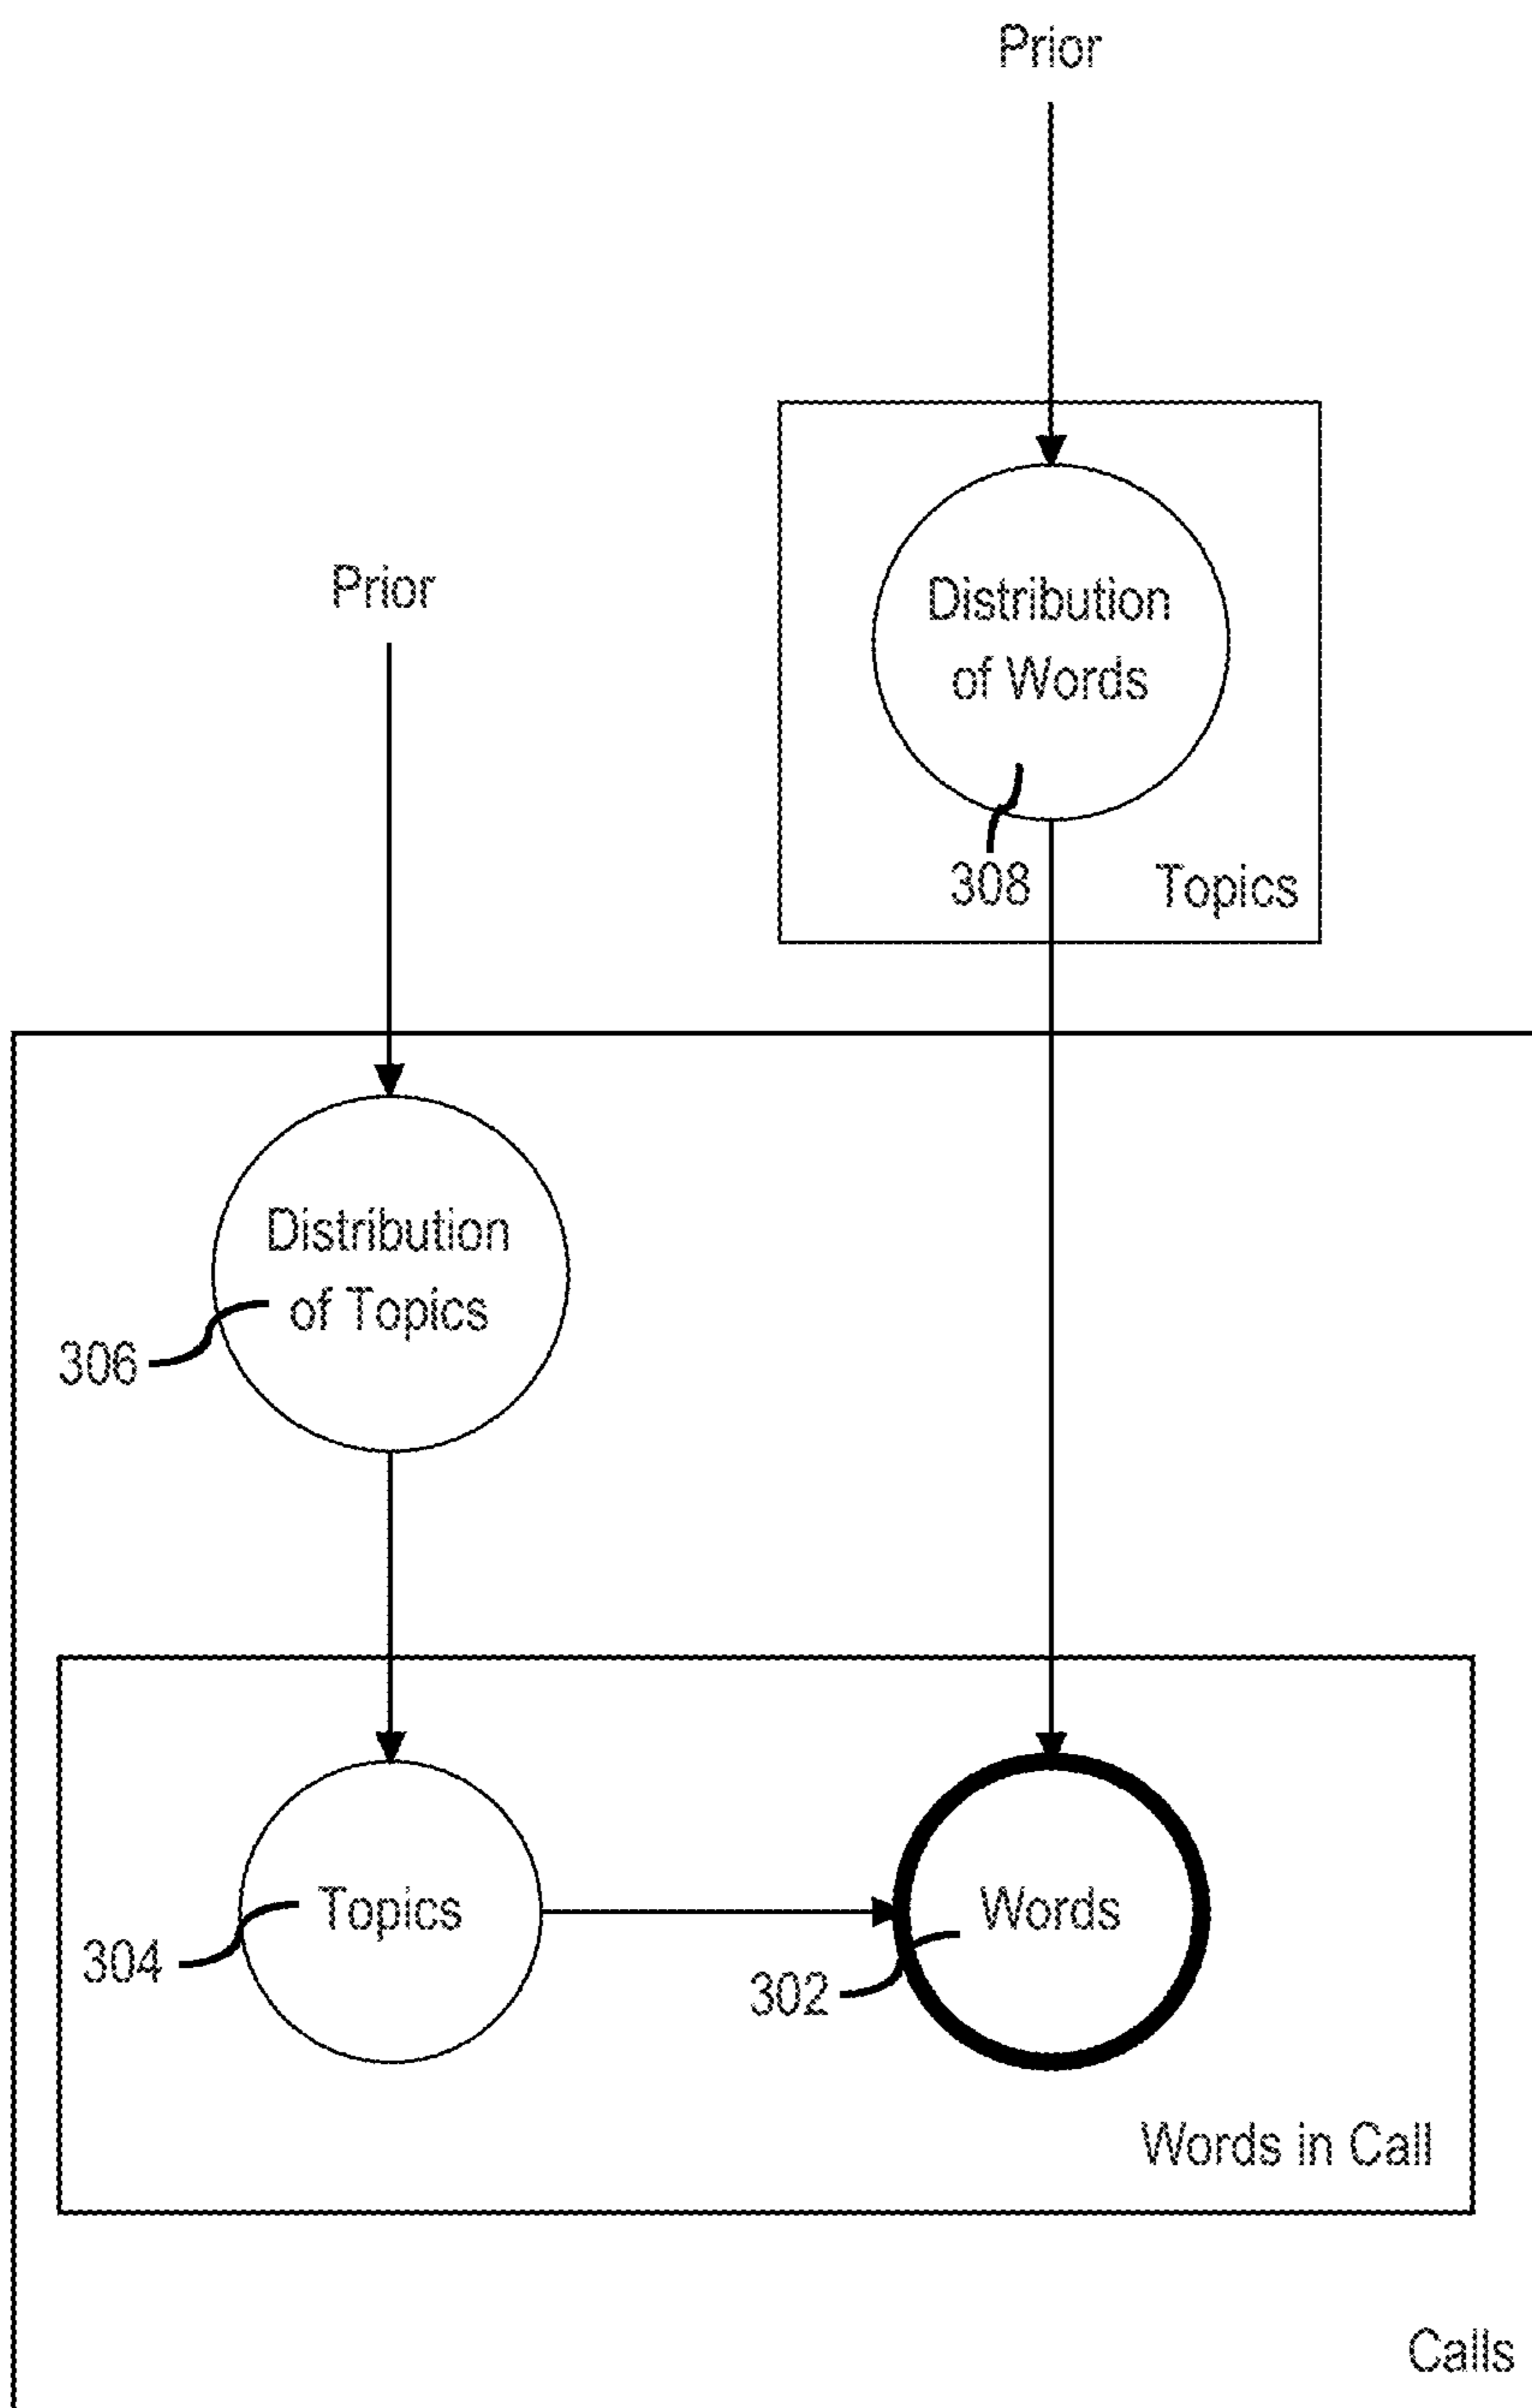 Prior
Distribution
of Words
308
Topics
Prior
Distribution
of Topics
306
Topics
304
Words
302
Words in Call
Calls